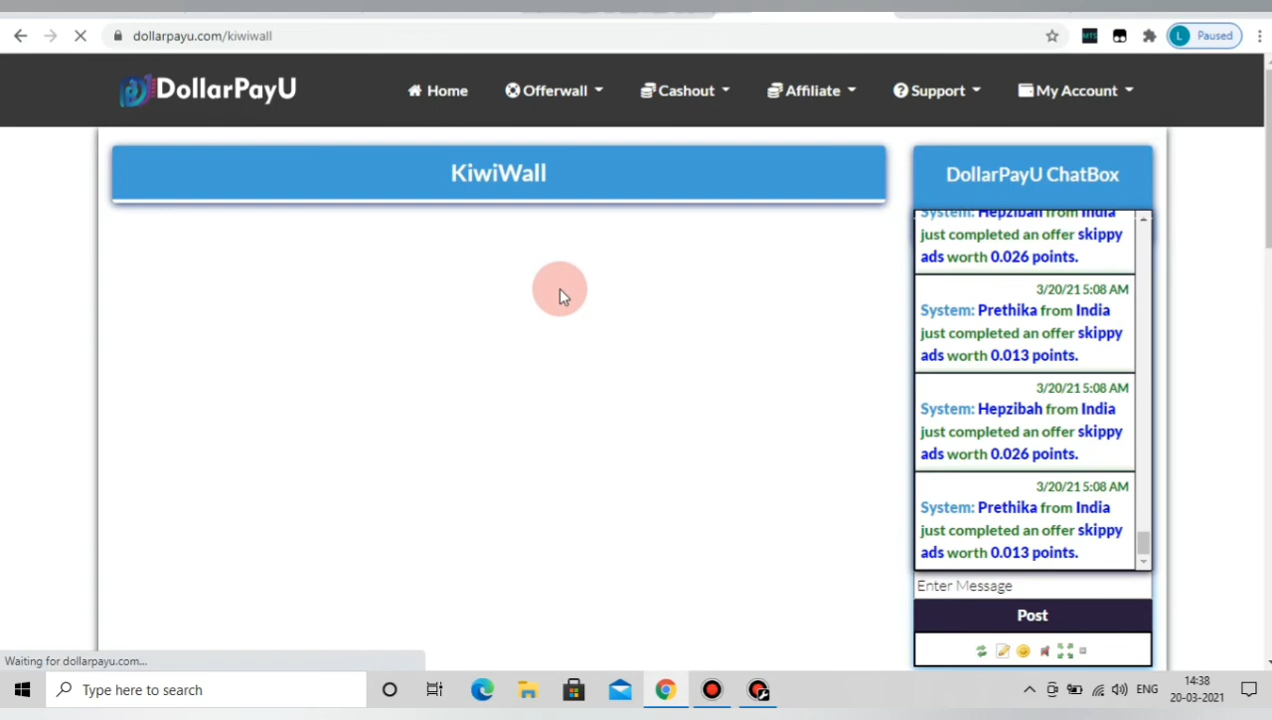 dollarpayu.com/kiwiwall
MTS
L Paused
DollarPayU
Home
Offerwall
Cashout
Affiliate
Support
My Account
KiwiWall
DollarPayU ChatBox
System: Hepzibah from India
just completed an offer skippy
ads worth 0.026 points.
3/20/21 5:08 AM
System: Prethika from India
just completed an offer skippy
ads worth 0.013 points.
3/20/21 5:08 AM
System: Hepzibah from India
just completed an offer skippy
ads worth 0.026 points.
3/20/21 5:08 AM
System: Prethika from India
just completed an offer skippy
ads worth 0.013 points.
Enter Message
Post
Waiting for dollarpayu.com...
Type here to search
ENG
14:38
20-03-2021